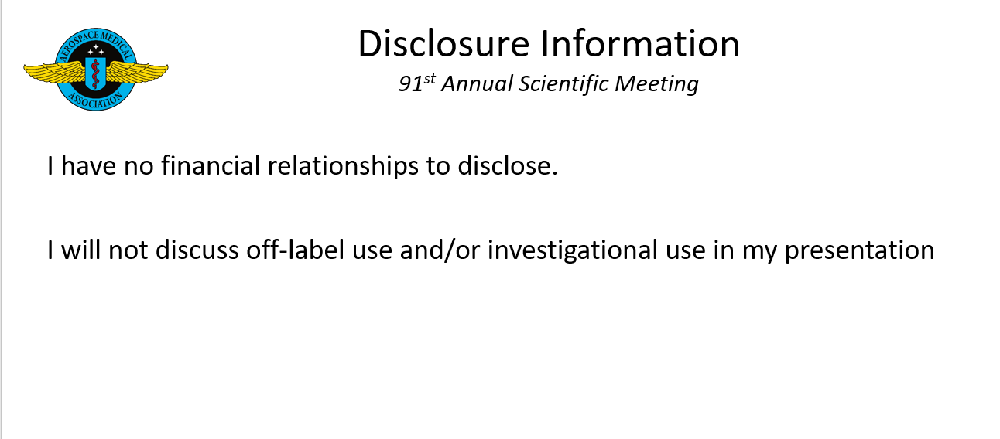 AEROSPACE MEDICAL
ASSOCIATION
Disclosure Information
91st Annual Scientific Meeting
I have no financial relationships to disclose.
I will not discuss off-label use and/or investigational use in my presentation